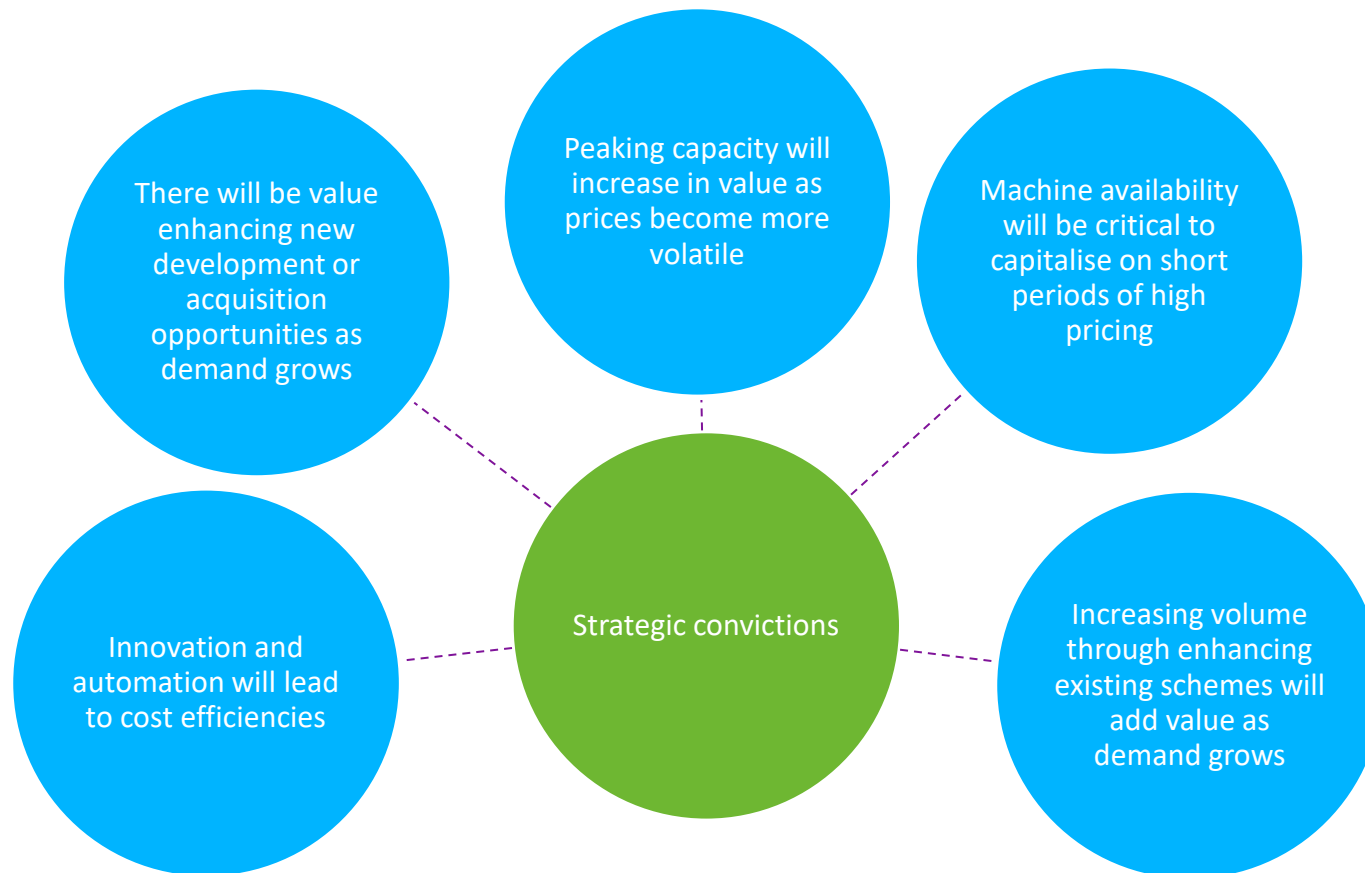 There will be value
enhancing new
development or
acquisition
opportunities as
demand grows
Peaking capacity will
increase in value as
prices become more
volatile
Machine availability
will be critical to
capitalise on short
periods of high
pricing
Innovation and
automation will lead
to cost efficiencies
Strategic convictions
Increasing volume
through enhancing
existing schemes will
add value as
demand grows